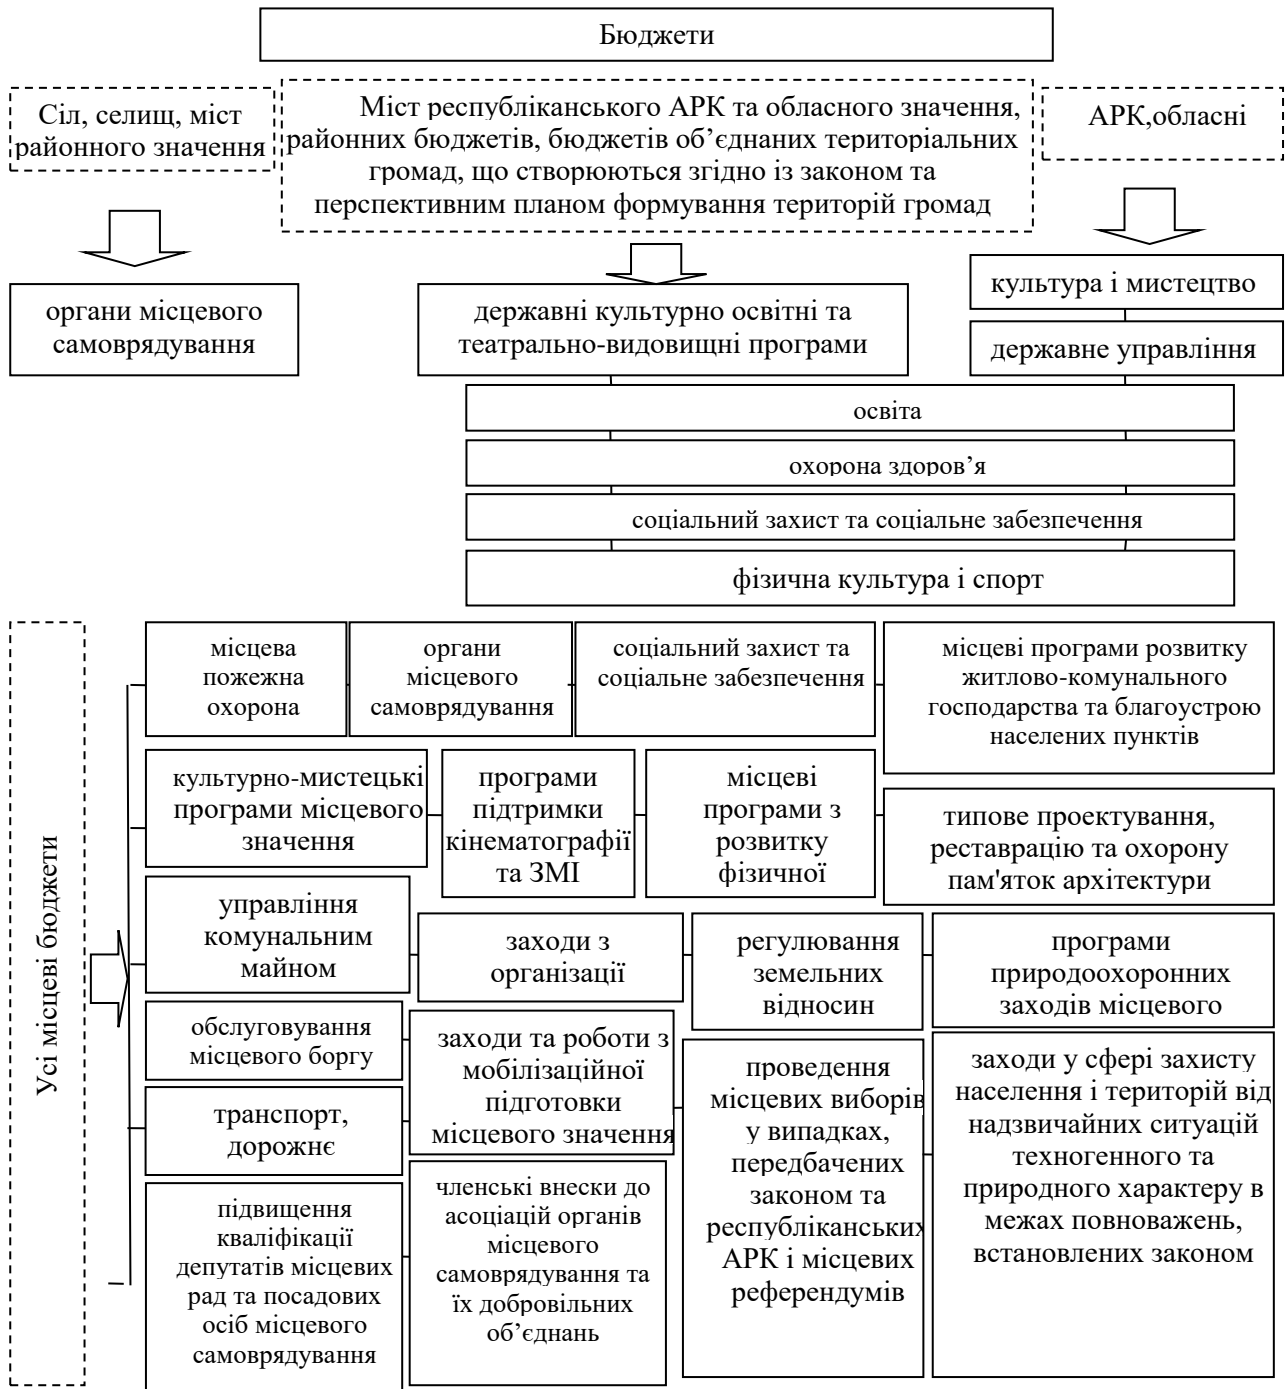 Бюджети
Сіл, селищ, міст
районного значення
Міст республіканського АРК та обласного значення,
районних бюджетів, бюджетів об’єднаних територіальних
громад, що створюються згідно із законом та
перспективним планом формування територій громад
АРК,обласні
органи місцевого
самоврядування
державні культурно освітні та
театрально-видовищні програми
культура і мистецтво
державне управління
освіта
охорона здоров’я
соціальний захист та соціальне забезпечення
фізична культура і спорт
Усі місцеві бюджети
місцева
пожежна
охорона
органи
місцевого
самоврядування
соціальний захист та
соціальне забезпечення
місцеві програми розвитку
житлово-комунального
господарства та благоустрою
населених пунктів
культурно-мистецькі
програми місцевого
значення
програми
підтримки
кінематографії
та ЗМІ
місцеві
програми з
розвитку
фізичної
типове проектування,
реставрацію та охорону
пам'яток архітектури
управління
комунальним
майном
заходи з
організації
регулювання
земельних
відносин
програми
природоохоронних
заходів місцевого
обслуговування
місцевого боргу
заходи та роботи з
мобілізаційної
підготовки
місцевого значення
проведення
місцевих виборів
у випадках,
передбачених
законом та
республіканських
АРК і місцевих
референдумів
заходи у сфері захисту
населення і територій від
надзвичайних ситуацій
техногенного та
природного характеру в
межах повноважень,
встановлених законом
транспорт,
дорожнє
підвищення
кваліфікації
депутатів місцевих
рад та посадових
осіб місцевого
самоврядування
членські внески до
асоціацій органів
місцевого
самоврядування та
їх добровільних
об’єднань